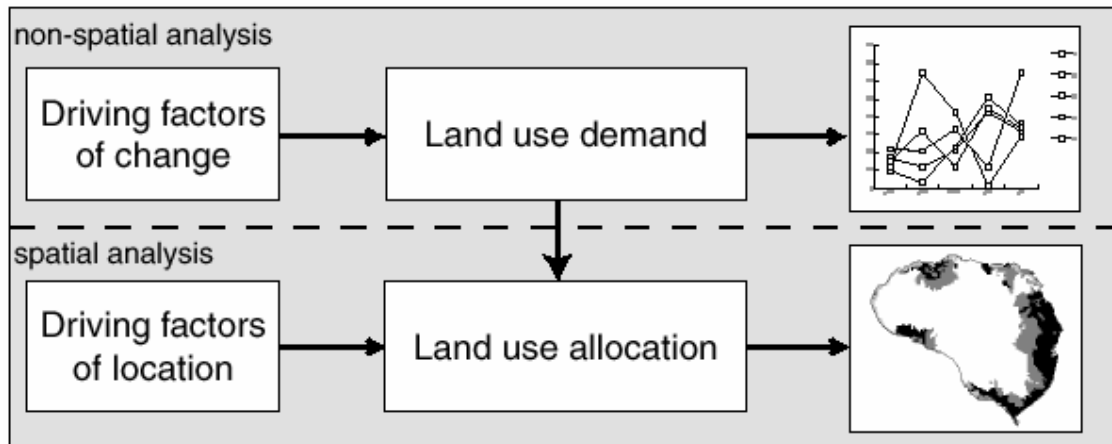 non-spatial analysis
Driving factors
of change
Land use demand
spatial analysis
Driving factors
of location
Land use allocation